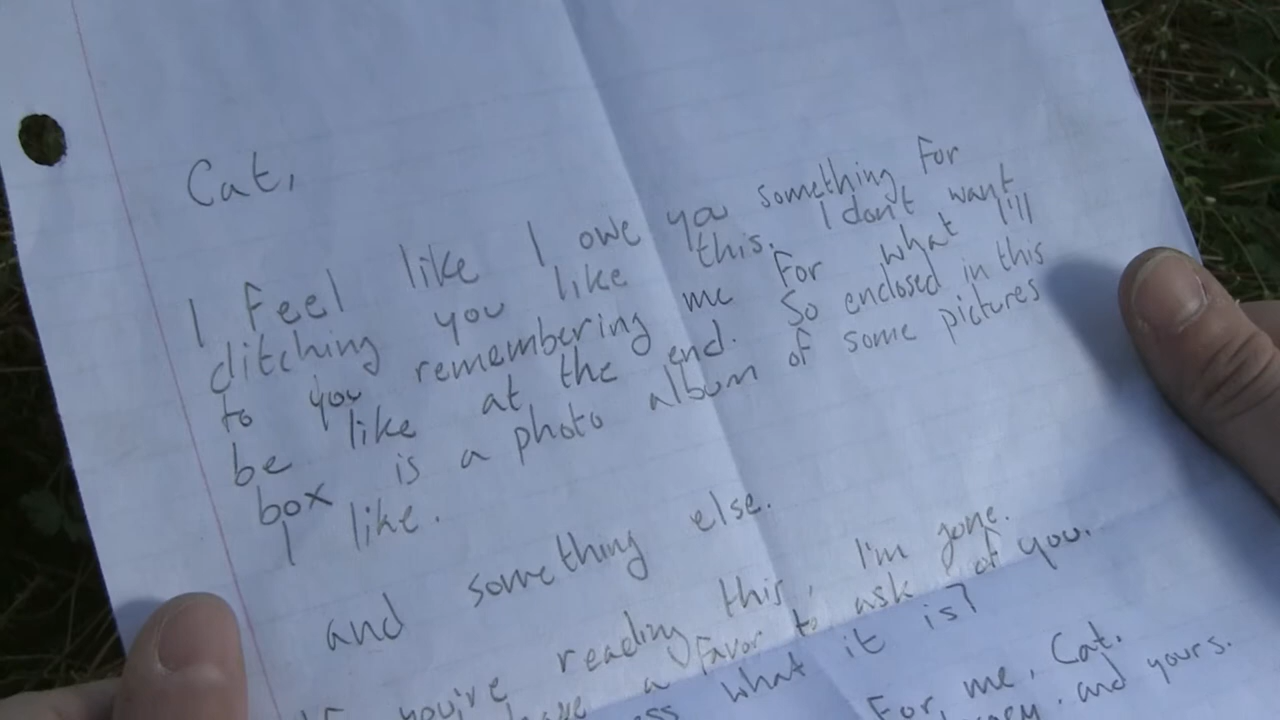 Cat,
I feel like I owe you something for
ditching you like this. I don't want
to you remembering me for what I'll
be like at the end. So enclosed in this
box is a photo album of some pictures
I like.
and something else.
If you're reading this, I'm gone.
have a favor to ask of you.
what it is?
For me, Cat.
and yours.